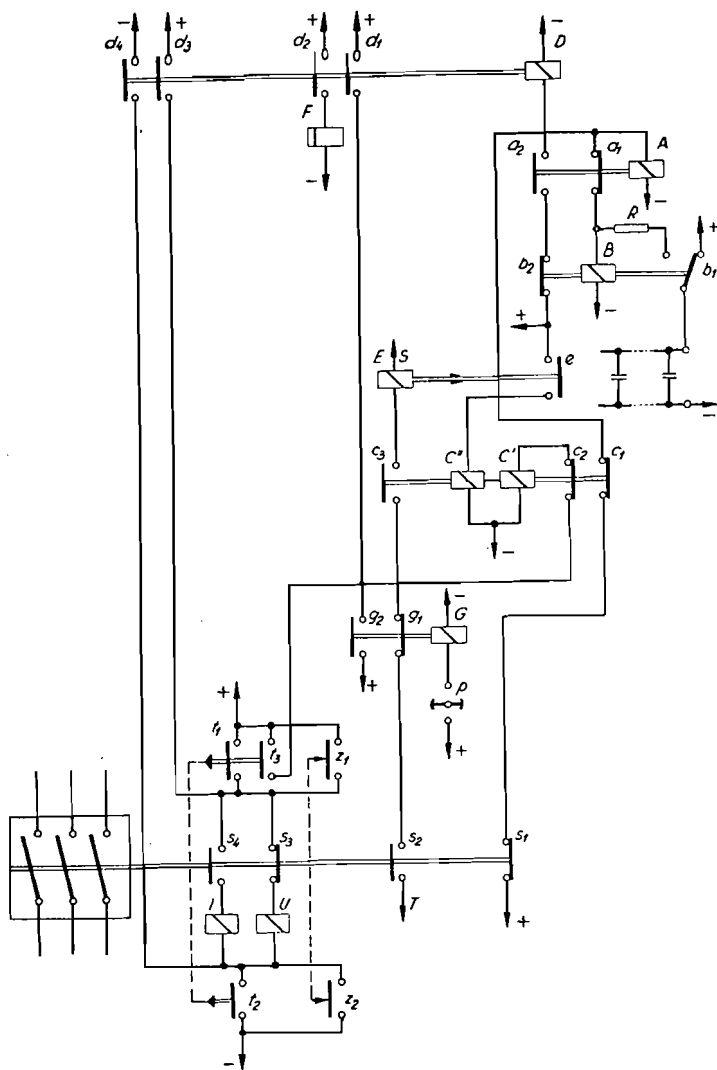 - + + + -
d4 d3 d2 d1 D
F
-
a2 a1 A
-
R +
b2 B b1
+ -
E S e
-
c3 C" C' c2 c1
-
g2 g1 G -
+ p
+
+
t1 t3 z1
s4 s3 s2 s1
I U T +
t2 z2
-